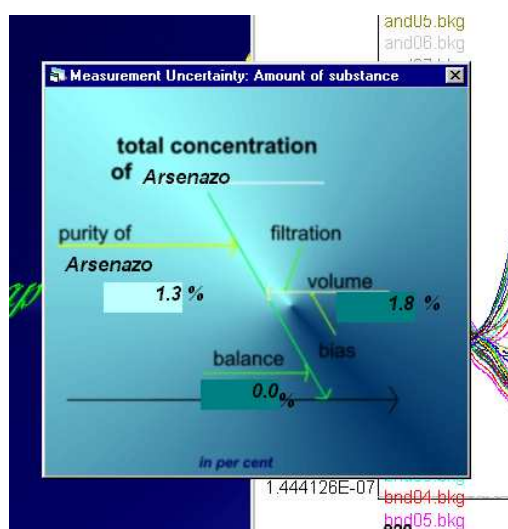 and05.bkg
and06.bkg
Measurement Uncertainty: Amount of substance
total concentration
of Arsenazo
purity of
Arsenazo
1.3 %
filtration
volume
1.8 %
bias
balance
0.0 %
in per cent
1.444126E-07
bnd04.bkg
bnd05.bkg